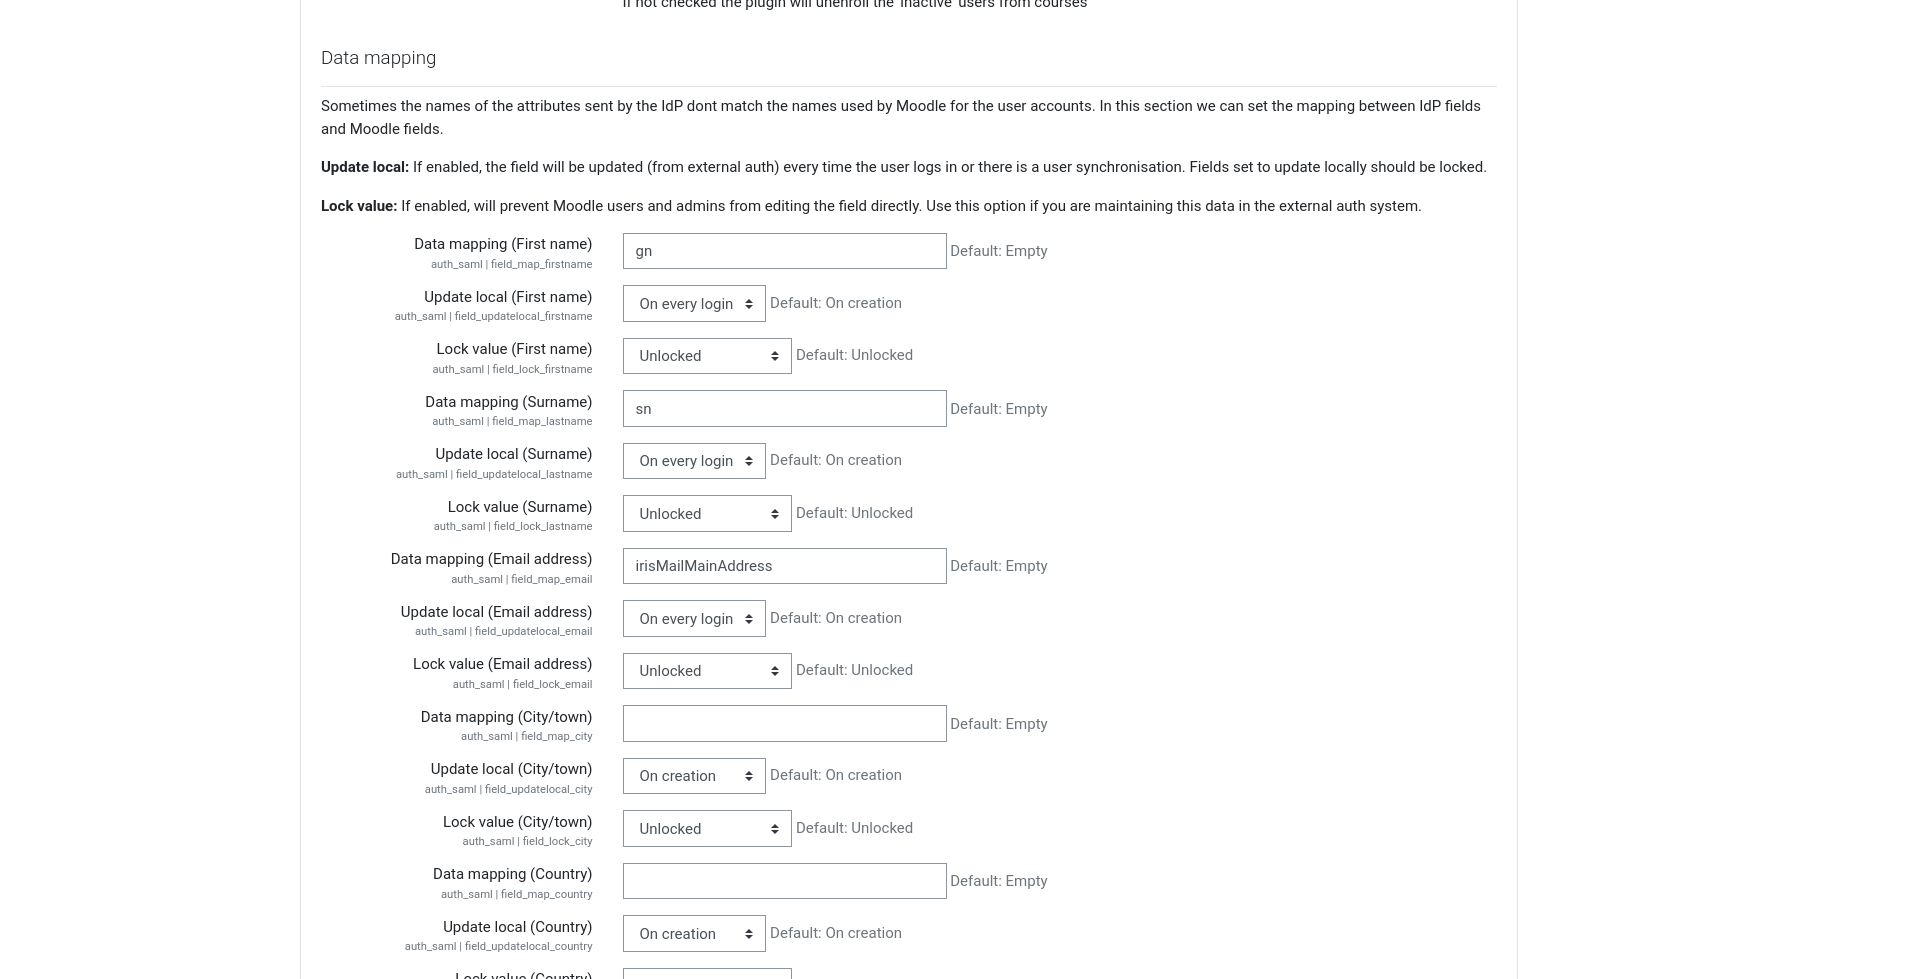 If not checked the plugin will unenroll the 'inactive' users from courses
Data mapping
Sometimes the names of the attributes sent by the IdP dont match the names used by Moodle for the user accounts. In this section we can set the mapping between IdP fields
and Moodle fields.
Update local: If enabled, the field will be updated (from external auth) every time the user logs in or there is a user synchronisation. Fields set to update locally should be locked.
Lock value: If enabled, will prevent Moodle users and admins from editing the field directly. Use this option if you are maintaining this data in the external auth system.
Data mapping (First name) gn Default: Empty
auth_saml | field_map_firstname
Update local (First name) On every login Default: On creation
auth_saml | field_updatelocal_firstname
Lock value (First name) Unlocked Default: Unlocked
auth_saml | field_lock_firstname
Data mapping (Surname) sn Default: Empty
auth_saml | field_map_lastname
Update local (Surname) On every login Default: On creation
auth_saml | field_updatelocal_lastname
Lock value (Surname) Unlocked Default: Unlocked
auth_saml | field_lock_lastname
Data mapping (Email address) irisMailMainAddress Default: Empty
auth_saml | field_map_email
Update local (Email address) On every login Default: On creation
auth_saml | field_updatelocal_email
Lock value (Email address) Unlocked Default: Unlocked
auth_saml | field_lock_email
Data mapping (City/town) Default: Empty
auth_saml | field_map_city
Update local (City/town) On creation Default: On creation
auth_saml | field_updatelocal_city
Lock value (City/town) Unlocked Default: Unlocked
auth_saml | field_lock_city
Data mapping (Country) Default: Empty
auth_saml | field_map_country
Update local (Country) On creation Default: On creation
auth_saml | field_updatelocal_country
Lock value (Country)